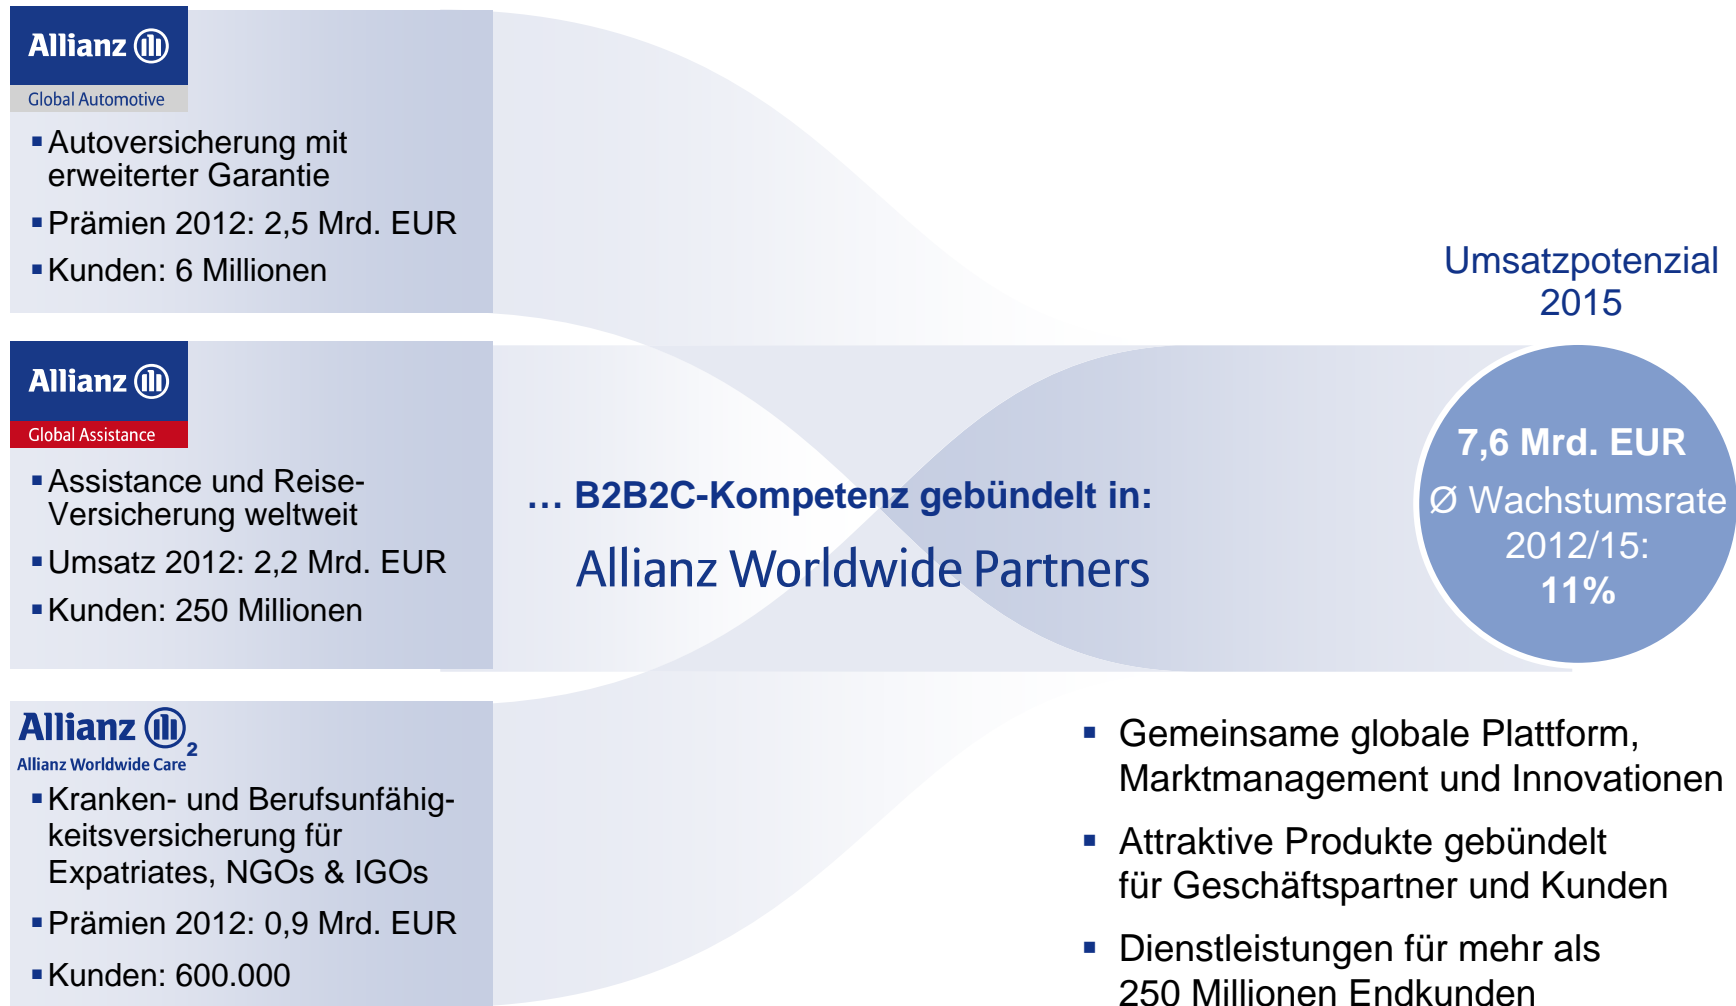 Allianz
Global Automotive
▪ Autoversicherung mit
erweiterter Garantie
▪ Prämien 2012: 2,5 Mrd. EUR
▪ Kunden: 6 Millionen
Allianz
Global Assistance
▪ Assistance und Reise-
Versicherung weltweit
▪ Umsatz 2012: 2,2 Mrd. EUR
▪ Kunden: 250 Millionen
Allianz
2
Allianz Worldwide Care
▪ Kranken- und Berufsunfähig-
keitsversicherung für
Expatriates, NGOs & IGOs
▪ Prämien 2012: 0,9 Mrd. EUR
▪ Kunden: 600.000
… B2B2C-Kompetenz gebündelt in:
Allianz Worldwide Partners
Umsatzpotenzial
2015
7,6 Mrd. EUR
Ø Wachstumsrate
2012/15:
11%
▪ Gemeinsame globale Plattform,
Marktmanagement und Innovationen
▪ Attraktive Produkte gebündelt
für Geschäftspartner und Kunden
▪ Dienstleistungen für mehr als
250 Millionen Endkunden